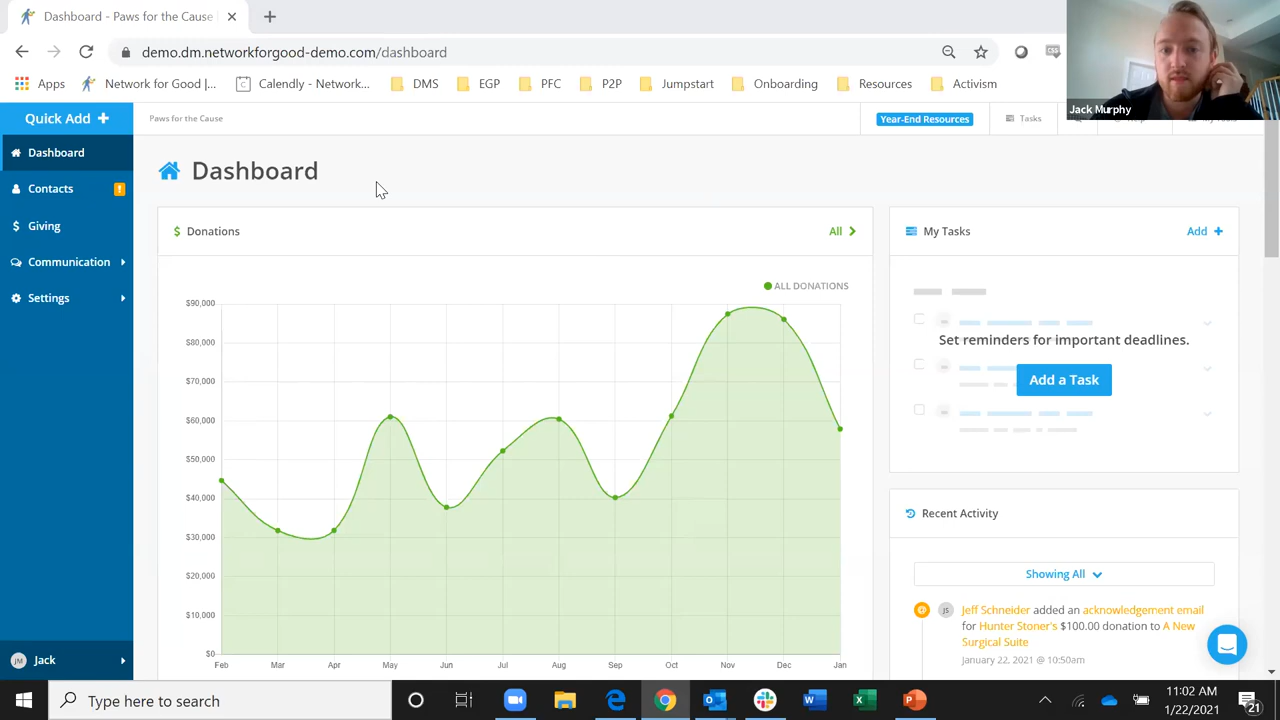 Dashboard - Paws for the Cause
demo.dm.networkforgood-demo.com/dashboard
Apps
Network for Good |...
Calendly - Network...
DMS
EGP
PFC
P2P
Jumpstart
Onboarding
Resources
Activism
Jack Murphy
Quick Add +
Paws for the Cause
Year-End Resources
Tasks
Dashboard
Contacts
Giving
Communication
Settings
Dashboard
$ Donations
All
ALL DONATIONS
$90,000
$80,000
$70,000
$60,000
$50,000
$40,000
$30,000
$20,000
$10,000
$0
Feb Mar Apr May Jun Jul Aug Sep Oct Nov Dec Jan
My Tasks
Add +
Set reminders for important deadlines.
Add a Task
Recent Activity
Showing All
@ JS Jeff Schneider added an acknowledgement email
for Hunter Stoner's $100.00 donation to A New
Surgical Suite
January 22, 2021 @ 10:50am
JM Jack
Type here to search
11:02 AM
1/22/2021
21